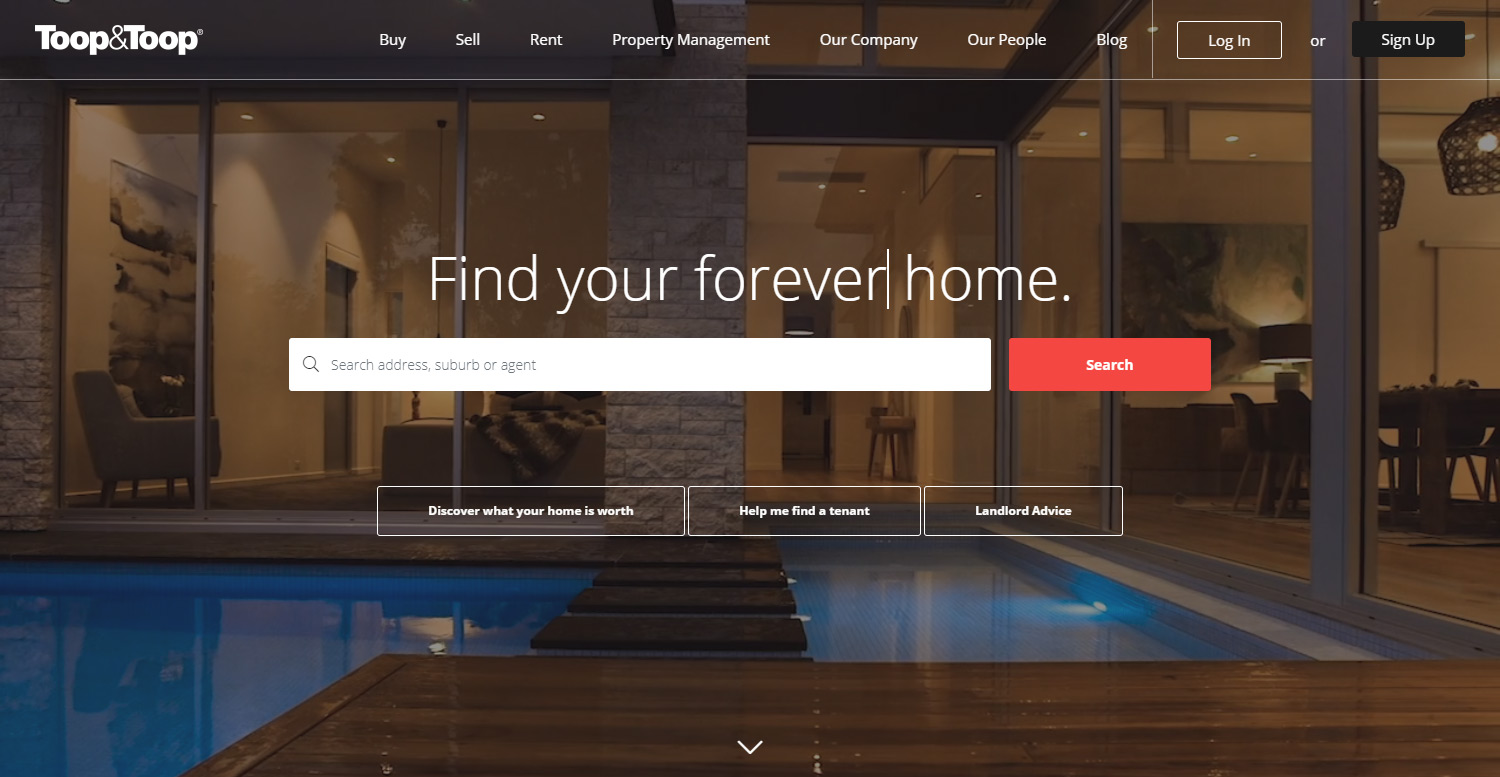 Toop&Toop®
Buy Sell Rent Property Management Our Company Our People Blog Log In or Sign Up
Find your forever home.
Search address, suburb or agent
Search
Discover what your home is worth
Help me find a tenant
Landlord Advice